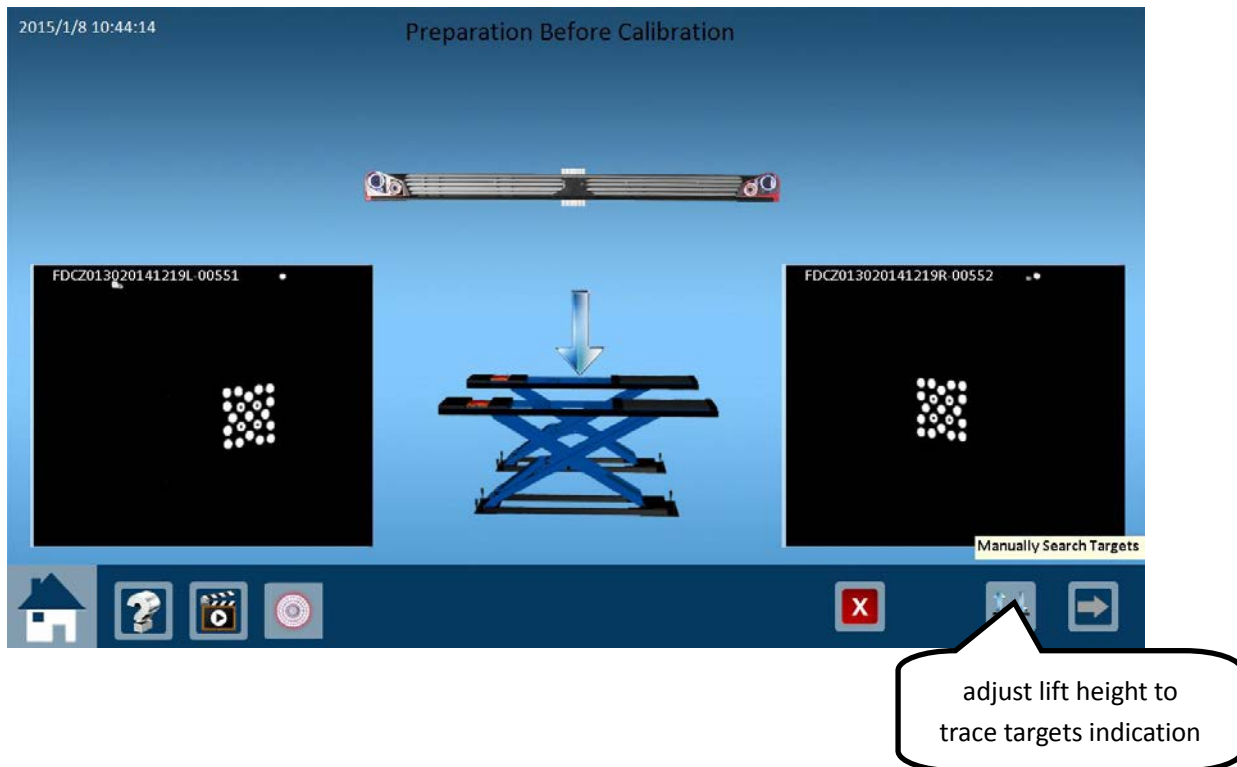 2015/1/8 10:44:14
Preparation Before Calibration
FDCZ013020141219L-00551
FDCZ013020141219R-00552
Manually Search Targets
?
X
adjust lift height to
trace targets indication